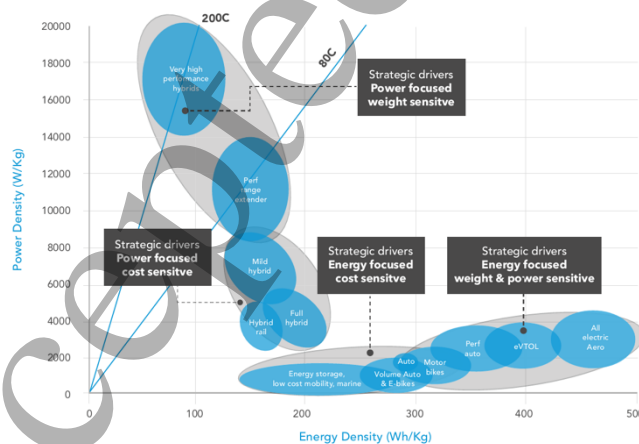 20000
18000
16000
14000
12000
10000
8000
6000
4000
2000
0
Power Density (W/Kg)
0
100
200
300
400
500
Energy Density (Wh/Kg)
200C
80C
Very high
performance
hybrids
Strategic drivers
Power focused
weight sensitve
Perf
range
extender
Strategic drivers
Power focused
cost sensitve
Mild
hybrid
Hybrid
rail
Full
hybrid
Strategic drivers
Energy focused
cost sensitve
Strategic drivers
Energy focused
weight & power sensitive
Energy storage,
low cost mobility, marine
Auto
Volume Auto
& E-bikes
Motor
bikes
Perf
auto
eVTOL
All
electric
Aero